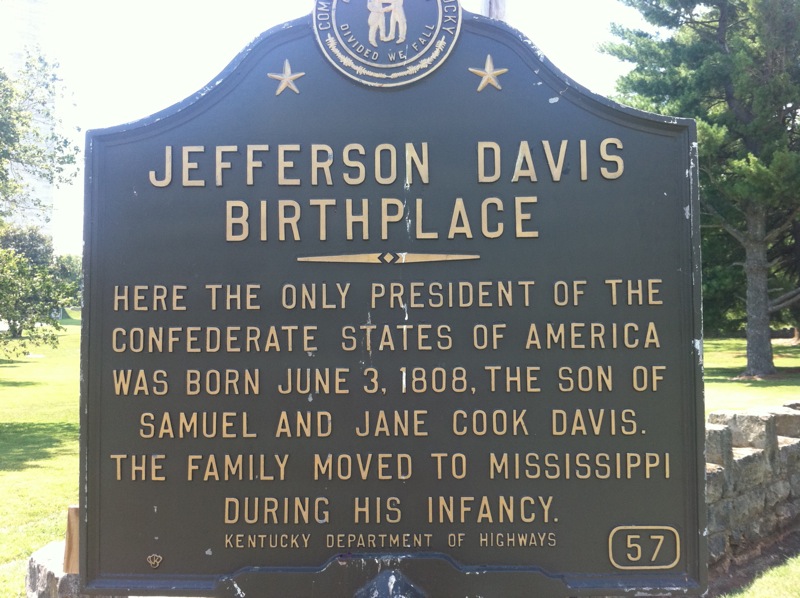 COM
CKY
DIVIDED WE FALL
JEFFERSON DAVIS
BIRTHPLACE
HERE THE ONLY PRESIDENT OF THE
CONFEDERATE STATES OF AMERICA
WAS BORN JUNE 3, 1808, THE SON OF
SAMUEL AND JANE COOK DAVIS.
THE FAMILY MOVED TO MISSISSIPPI
DURING HIS INFANCY.
KENTUCKY DEPARTMENT OF HIGHWAYS
57